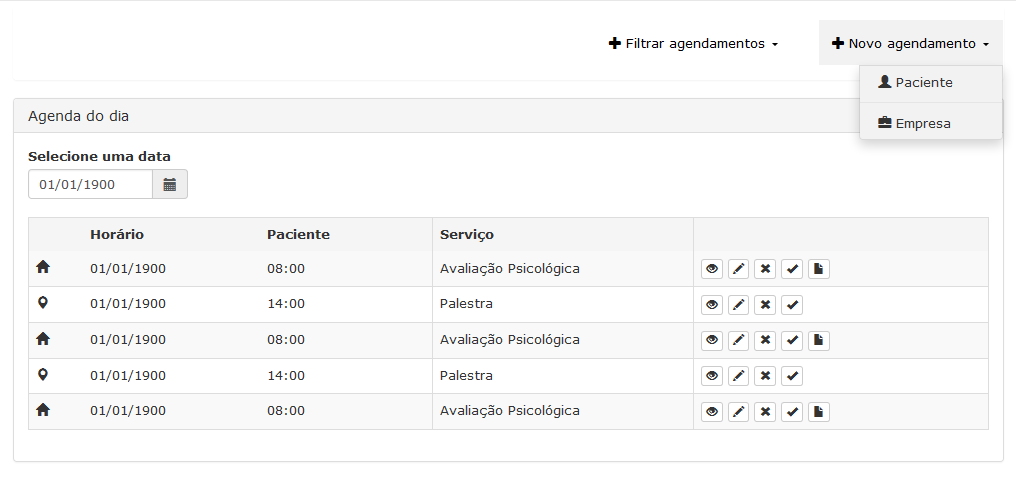 Filtrar agendamentos
Novo agendamento
Paciente
Empresa
Agenda do dia
Selecione uma data
01/01/1900
Horário Paciente Serviço
01/01/1900 08:00 Avaliação Psicológica
01/01/1900 14:00 Palestra
01/01/1900 08:00 Avaliação Psicológica
01/01/1900 14:00 Palestra
01/01/1900 08:00 Avaliação Psicológica